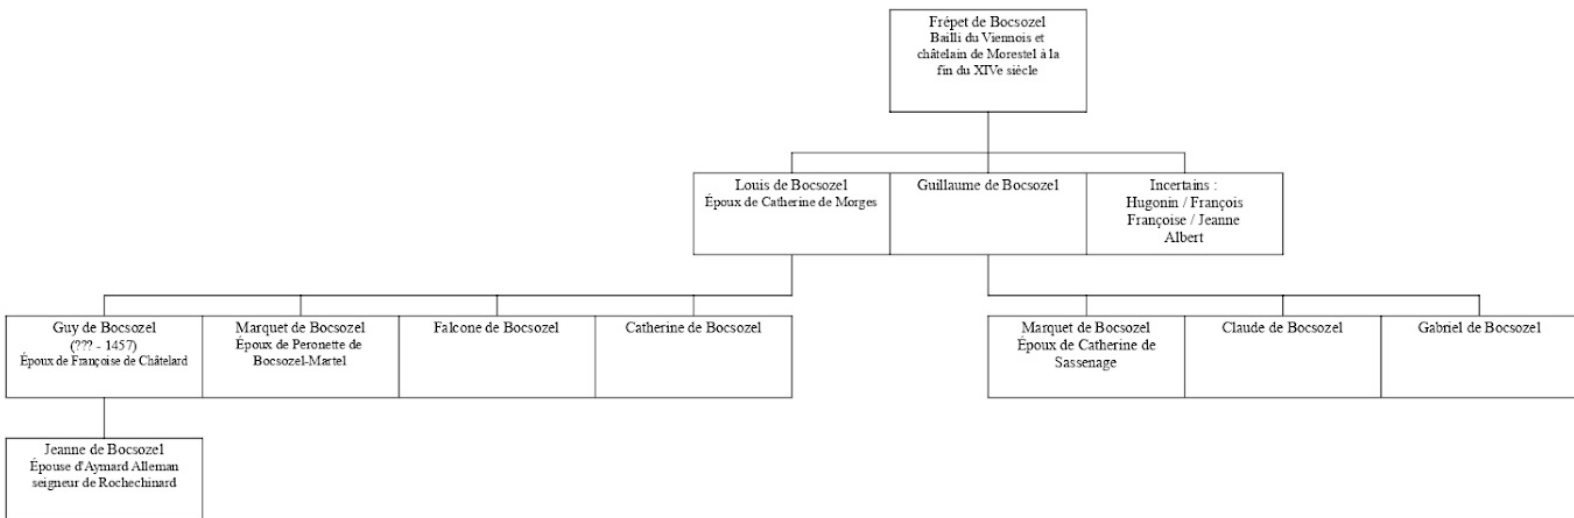 Frépet de Bocsozel
Bailli du Viennois et
châtelain de Morestel à la
fin du XIVe siècle
Louis de Bocsozel
Époux de Catherine de Morges
Guillaume de Bocsozel
Incertains :
Hugonin / François
Françoise / Jeanne
Albert
Guy de Bocsozel
(??? - 1457)
Époux de Françoise de Châtelard
Marquet de Bocsozel
Époux de Peronette de
Bocsozel-Martel
Falcone de Bocsozel
Catherine de Bocsozel
Marquet de Bocsozel
Époux de Catherine de
Sassenage
Claude de Bocsozel
Gabriel de Bocsozel
Jeanne de Bocsozel
Épouse d'Aymard Alleman
seigneur de Rochechinard